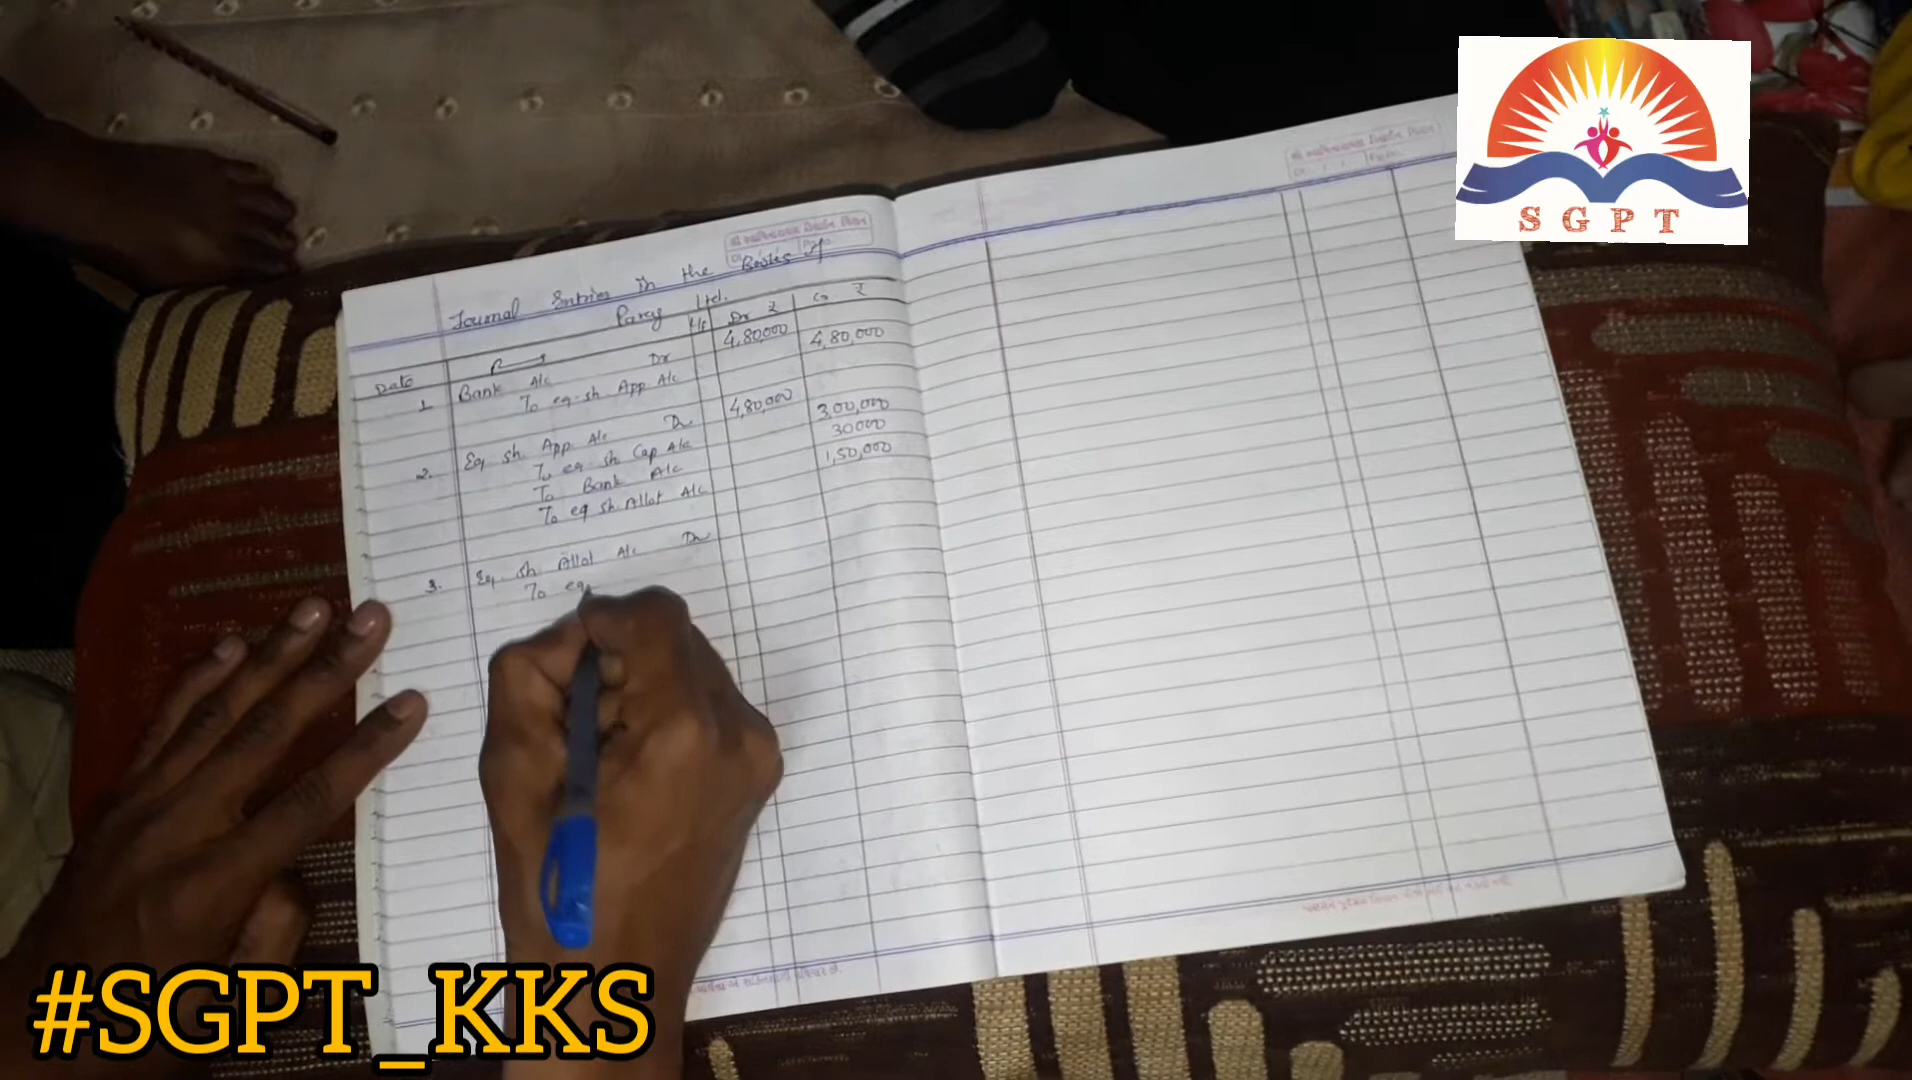 SGPT
Journal Entries in the Books of
Parag Ltd.
Date L/F Dr ₹ Cr ₹
1 Bank A/c Dr 4,80,000
To eq. sh. App. A/c 4,80,000
2. Eq sh. App. A/c Dr 4,80,000
To eq sh Cap A/c 3,00,000
To Bank A/c 30000
To eq sh. Allot A/c 1,50,000
3. Eq. sh Allot A/c Dr
To eq
#SGPT_KKS